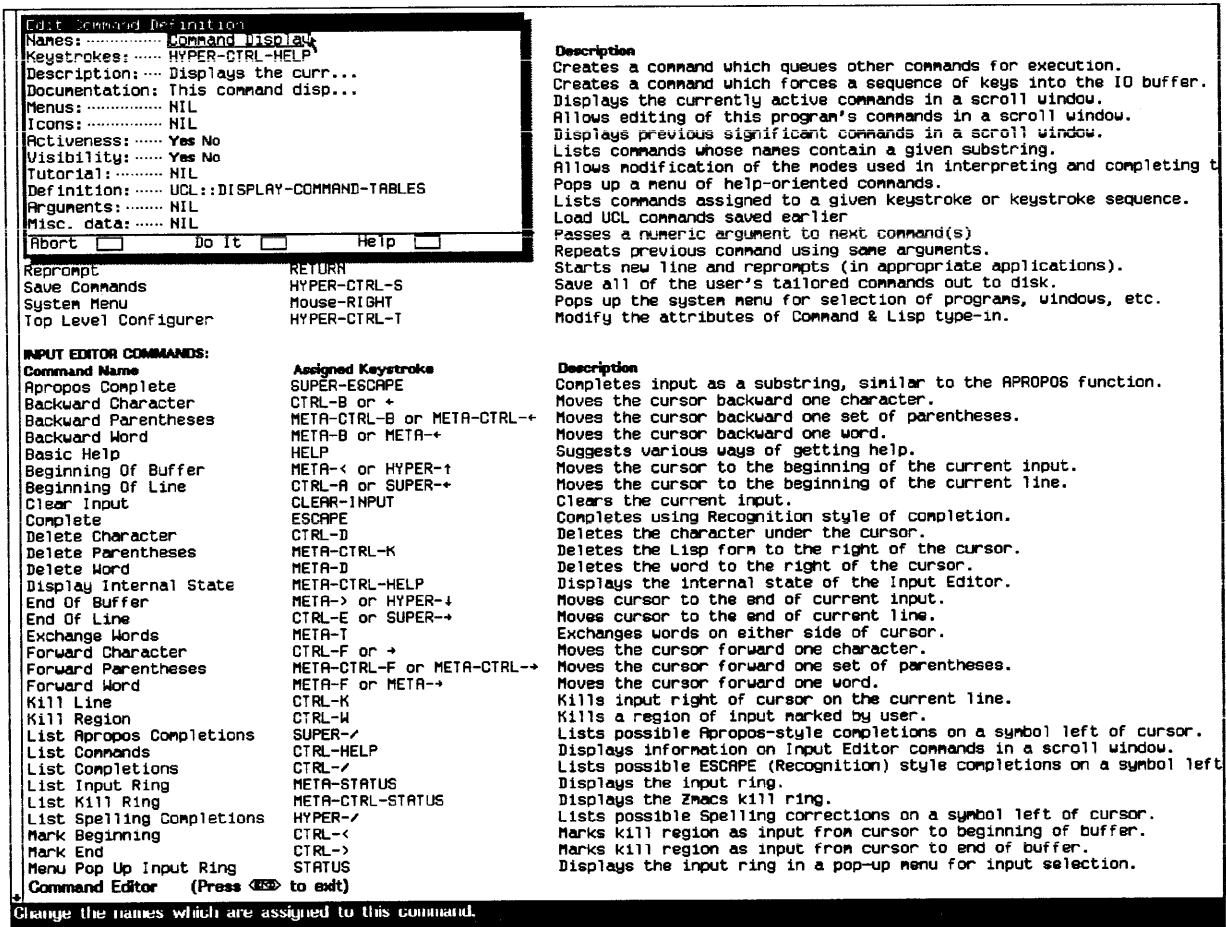 Edit Command Definition
Names: ............... Command Display
Keystrokes: ...... HYPER-CTRL-HELP
Description: .... Displays the curr...
Documentation: This command disp...
Menus: ............... NIL
Icons: ............... NIL
Activeness: ...... Yes No
Visibility: ...... Yes No
Tutorial: ......... NIL
Definition: ...... UCL::DISPLAY-COMMAND-TABLES
Arguments: ........ NIL
Misc. data: ...... NIL
Abort Do It Help
Description
Creates a command which queues other commands for execution.
Creates a command which forces a sequence of keys into the IO buffer.
Displays the currently active commands in a scroll window.
Allows editing of this program's commands in a scroll window.
Displays previous significant commands in a scroll window.
Lists commands whose names contain a given substring.
Allows modification of the modes used in interpreting and completing t
Pops up a menu of help-oriented commands.
Lists commands assigned to a given keystroke or keystroke sequence.
Load UCL commands saved earlier
Passes a numeric argument to next command(s)
Repeats previous command using same arguments.
Reprompt RETURN Starts new line and reprompts (in appropriate applications).
Save Commands HYPER-CTRL-S Save all of the user's tailored commands out to disk.
System Menu Mouse-RIGHT Pops up the system menu for selection of programs, windows, etc.
Top Level Configurer HYPER-CTRL-T Modify the attributes of Command & Lisp type-in.
INPUT EDITOR COMMANDS:
Command Name Assigned Keystroke Description
Apropos Complete SUPER-ESCAPE Completes input as a substring, similar to the APROPOS function.
Backward Character CTRL-B or ← Moves the cursor backward one character.
Backward Parentheses META-CTRL-B or META-CTRL-← Moves the cursor backward one set of parentheses.
Backward Word META-B or META-← Moves the cursor backward one word.
Basic Help HELP Suggests various ways of getting help.
Beginning Of Buffer META-< or HYPER-↑ Moves the cursor to the beginning of the current input.
Beginning Of Line CTRL-A or SUPER-← Moves the cursor to the beginning of the current line.
Clear Input CLEAR-INPUT Clears the current input.
Complete ESCAPE Completes using Recognition style of completion.
Delete Character CTRL-D Deletes the character under the cursor.
Delete Parentheses META-CTRL-K Deletes the Lisp form to the right of the cursor.
Delete Word META-D Deletes the word to the right of the cursor.
Display Internal State META-CTRL-HELP Displays the internal state of the Input Editor.
End Of Buffer META-> or HYPER-↓ Moves cursor to the end of current input.
End Of Line CTRL-E or SUPER-→ Moves cursor to the end of current line.
Exchange Words META-T Exchanges words on either side of cursor.
Forward Character CTRL-F or → Moves the cursor forward one character.
Forward Parentheses META-CTRL-F or META-CTRL-→ Moves the cursor forward one set of parentheses.
Forward Word META-F or META-→ Moves the cursor forward one word.
Kill Line CTRL-K Kills input right of cursor on the current line.
Kill Region CTRL-W Kills a region of input marked by user.
List Apropos Completions SUPER-/ Lists possible Apropos-style completions on a symbol left of cursor.
List Commands CTRL-HELP Displays information on Input Editor commands in a scroll window.
List Completions CTRL-/ Lists possible ESCAPE (Recognition) style completions on a symbol left
List Input Ring META-STATUS Displays the input ring.
List Kill Ring META-CTRL-STATUS Displays the Zmacs kill ring.
List Spelling Completions HYPER-/ Lists possible Spelling corrections on a symbol left of cursor.
Mark Beginning CTRL-< Marks kill region as input from cursor to beginning of buffer.
Mark End CTRL-> Marks kill region as input from cursor to end of buffer.
Menu Pop Up Input Ring STATUS Displays the input ring in a pop-up menu for input selection.
Command Editor (Press to exit)
Change the names which are assigned to this command.